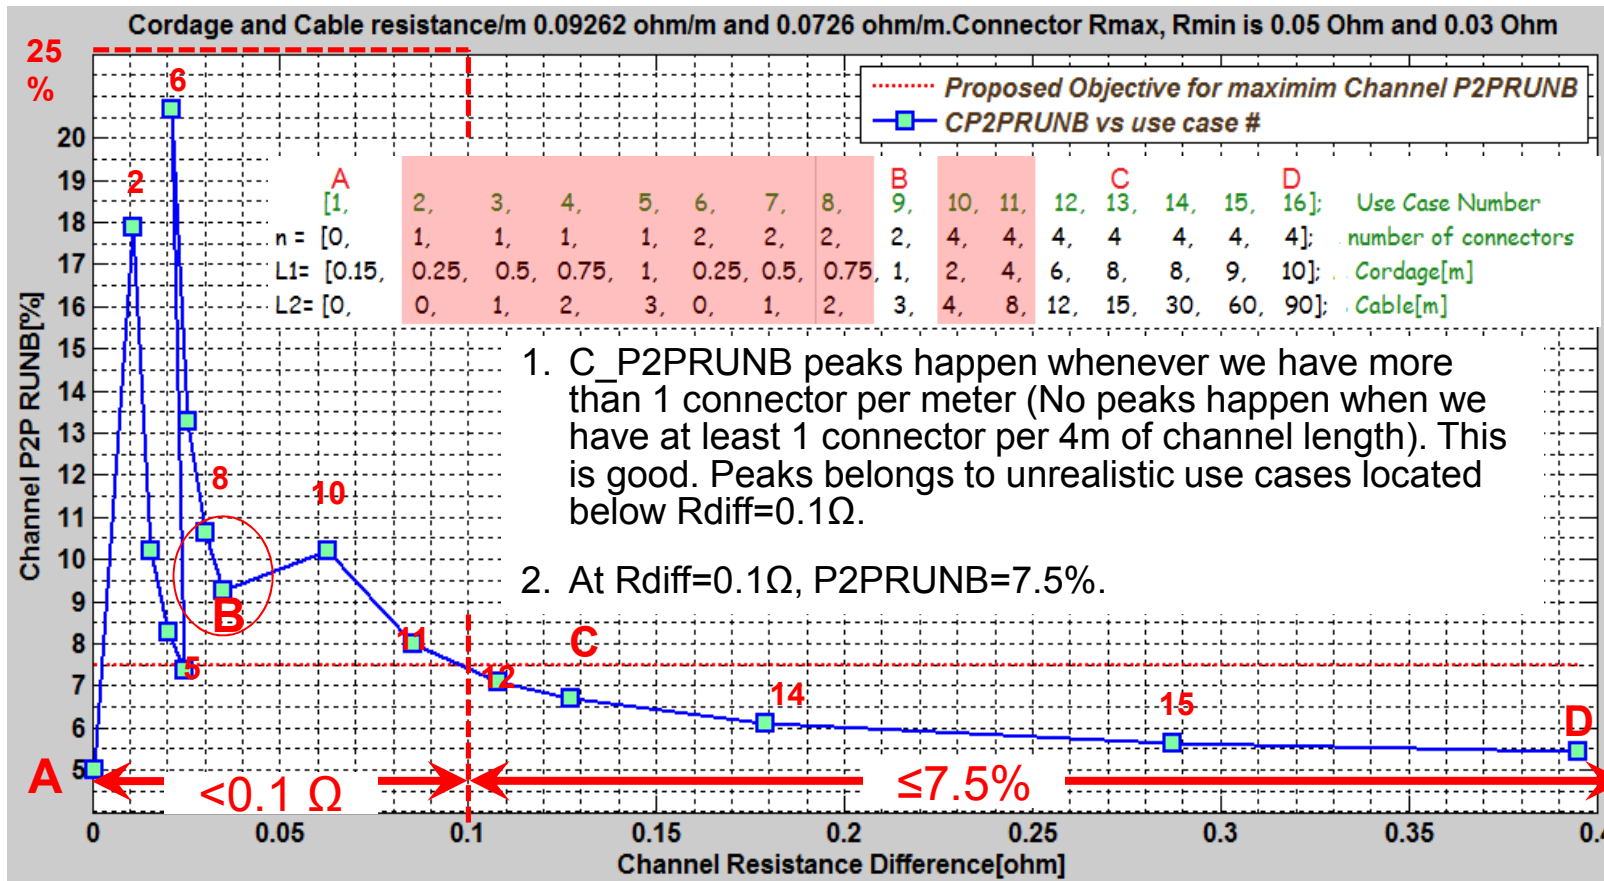 Cordage and Cable resistance/m 0.09262 ohm/m and 0.0726 ohm/m.Connector Rmax, Rmin is 0.05 Ohm and 0.03 Ohm
25
%
Proposed Objective for maximim Channel P2PRUNB
CP2PRUNB vs use case #
6
2
A B C D
[1, 2, 3, 4, 5, 6, 7, 8, 9, 10, 11, 12, 13, 14, 15, 16]; Use Case Number
n = [0, 1, 1, 1, 1, 2, 2, 2, 2, 4, 4, 4, 4 4, 4, 4]; number of connectors
L1= [0.15, 0.25, 0.5, 0.75, 1, 0.25, 0.5, 0.75, 1, 2, 4, 6, 8, 8, 9, 10]; Cordage[m]
L2= [0, 0, 1, 2, 3, 0, 1, 2, 3, 4, 8, 12, 15, 30, 60, 90]; Cable[m]
1. C_P2PRUNB peaks happen whenever we have more
than 1 connector per meter (No peaks happen when we
have at least 1 connector per 4m of channel length). This
is good. Peaks belongs to unrealistic use cases located
below Rdiff=0.1Ω.
2. At Rdiff=0.1Ω, P2PRUNB=7.5%.
8
10
B
11
C
5
12
14
15
D
A
<0.1 Ω
≤7.5%
Channel P2P RUNB[%]
20
19
18
17
16
15
14
13
12
11
10
9
8
7
6
5
0 0.05 0.1 0.15 0.2 0.25 0.3 0.35 0.4
Channel Resistance Difference[ohm]